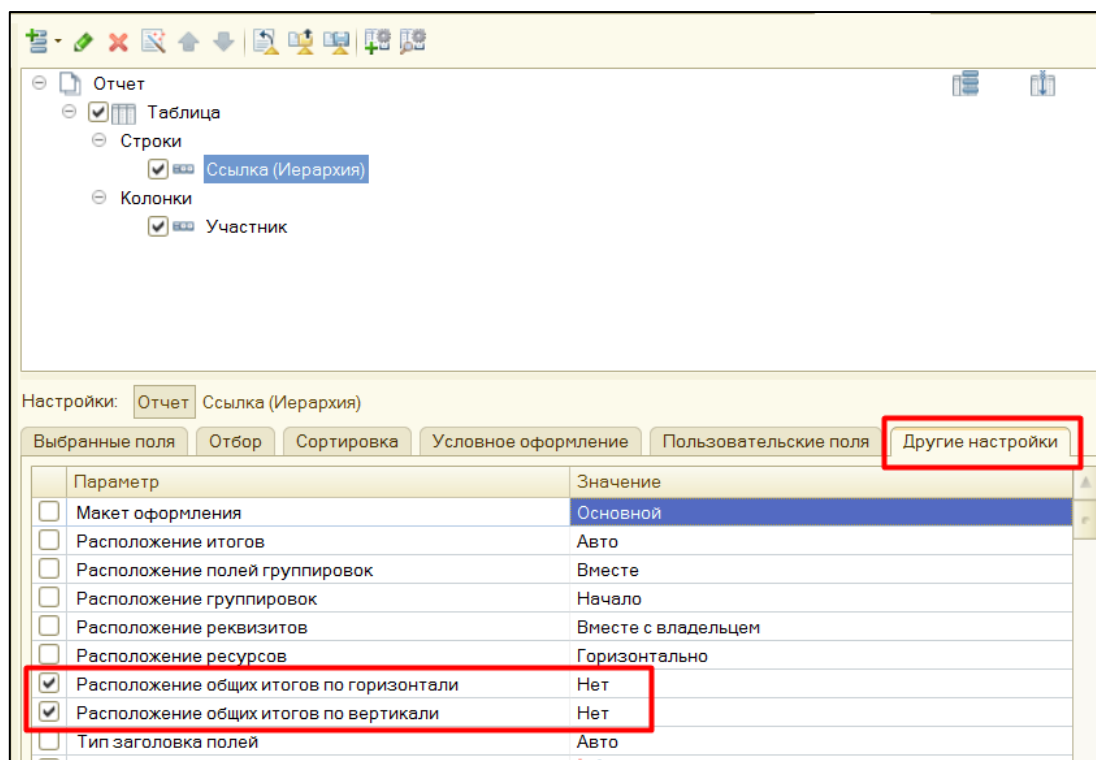 Отчет
Таблица
Строки
Ссылка (Иерархия)
Колонки
Участник
Настройки: Отчет Ссылка (Иерархия)
Выбранные поля Отбор Сортировка Условное оформление Пользовательские поля Другие настройки
Параметр Значение
Макет оформления Основной
Расположение итогов Авто
Расположение полей группировок Вместе
Расположение группировок Начало
Расположение реквизитов Вместе с владельцем
Расположение ресурсов Горизонтально
Расположение общих итогов по горизонтали Нет
Расположение общих итогов по вертикали Нет
Тип заголовка полей Авто